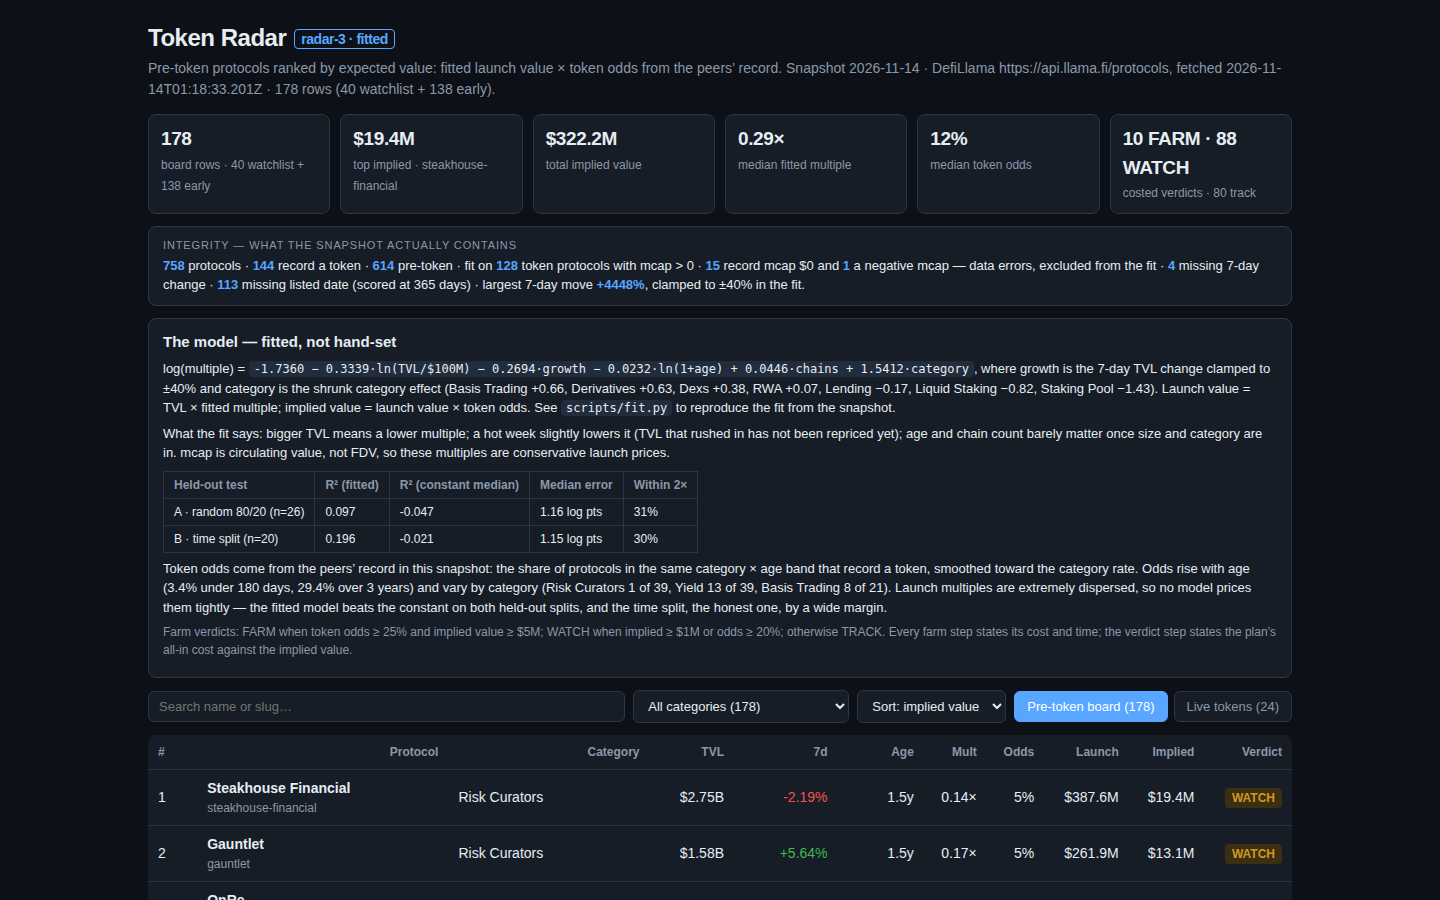 Token Radar radar-3 · fitted
Pre-token protocols ranked by expected value: fitted launch value × token odds from the peers' record. Snapshot 2026-11-14 · DefiLlama https://api.llama.fi/protocols, fetched 2026-11-
14T01:18:33.201Z · 178 rows (40 watchlist + 138 early).
178
board rows · 40 watchlist +
138 early
$19.4M
top implied · steakhouse-
financial
$322.2M
total implied value
0.29×
median fitted multiple
12%
median token odds
10 FARM · 88
WATCH
costed verdicts · 80 track
INTEGRITY — WHAT THE SNAPSHOT ACTUALLY CONTAINS
758 protocols · 144 record a token · 614 pre-token · fit on 128 token protocols with mcap > 0 · 15 record mcap $0 and 1 a negative mcap — data errors, excluded from the fit · 4 missing 7-day
change · 113 missing listed date (scored at 365 days) · largest 7-day move +4448%, clamped to ±40% in the fit.
The model — fitted, not hand-set
log(multiple) = -1.7360 − 0.3339·ln(TVL/$100M) − 0.2694·growth − 0.0232·ln(1+age) + 0.0446·chains + 1.5412·category, where growth is the 7-day TVL change clamped to
±40% and category is the shrunk category effect (Basis Trading +0.66, Derivatives +0.63, Dexs +0.38, RWA +0.07, Lending −0.17, Liquid Staking −0.82, Staking Pool −1.43). Launch value =
TVL × fitted multiple; implied value = launch value × token odds. See scripts/fit.py to reproduce the fit from the snapshot.
What the fit says: bigger TVL means a lower multiple; a hot week slightly lowers it (TVL that rushed in has not been repriced yet); age and chain count barely matter once size and category are
in. mcap is circulating value, not FDV, so these multiples are conservative launch prices.
Held-out test R² (fitted) R² (constant median) Median error Within 2×
A · random 80/20 (n=26) 0.097 -0.047 1.16 log pts 31%
B · time split (n=20) 0.196 -0.021 1.15 log pts 30%
Token odds come from the peers' record in this snapshot: the share of protocols in the same category × age band that record a token, smoothed toward the category rate. Odds rise with age
(3.4% under 180 days, 29.4% over 3 years) and vary by category (Risk Curators 1 of 39, Yield 13 of 39, Basis Trading 8 of 21). Launch multiples are extremely dispersed, so no model prices
them tightly — the fitted model beats the constant on both held-out splits, and the time split, the honest one, by a wide margin.
Farm verdicts: FARM when token odds ≥ 25% and implied value ≥ $5M; WATCH when implied ≥ $1M or odds ≥ 20%; otherwise TRACK. Every farm step states its cost and time; the verdict step states the plan's
all-in cost against the implied value.
Search name or slug… All categories (178) Sort: implied value Pre-token board (178) Live tokens (24)
# Protocol Category TVL 7d Age Mult Odds Launch Implied Verdict
1 Steakhouse Financial Risk Curators $2.75B -2.19% 1.5y 0.14× 5% $387.6M $19.4M WATCH
steakhouse-financial
2 Gauntlet Risk Curators $1.58B +5.64% 1.5y 0.17× 5% $261.9M $13.1M WATCH
gauntlet
OnRe